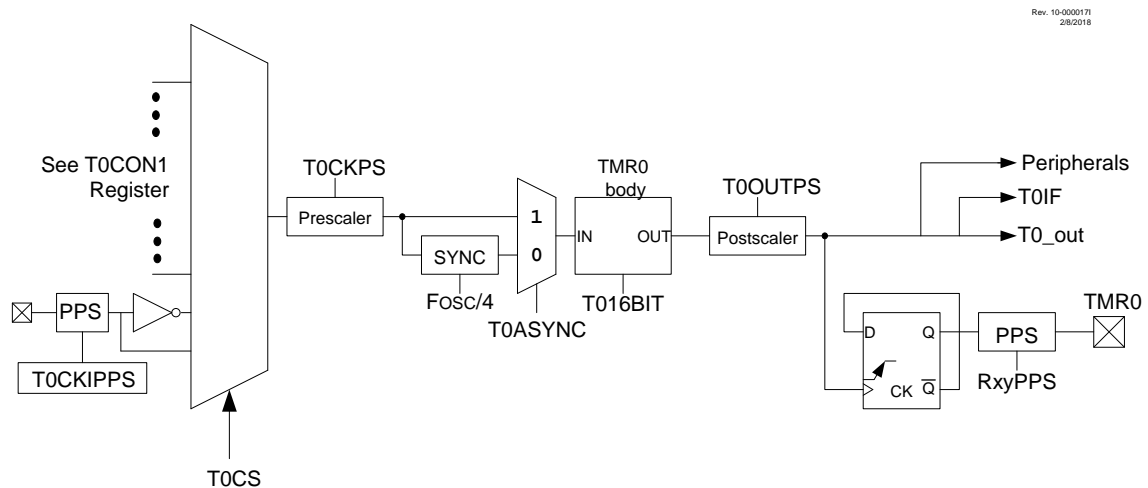 Rev. 10-000017I
2/8/2018
See T0CON1
Register
PPS
T0CKIPPS
T0CS
T0CKPS
Prescaler
SYNC
FOSC/4
1
0
T0ASYNC
TMR0
body
IN
OUT
T016BIT
T0OUTPS
Postscaler
Peripherals
T0IF
T0_out
D
Q
CK
Q̅
PPS
RxyPPS
TMR0